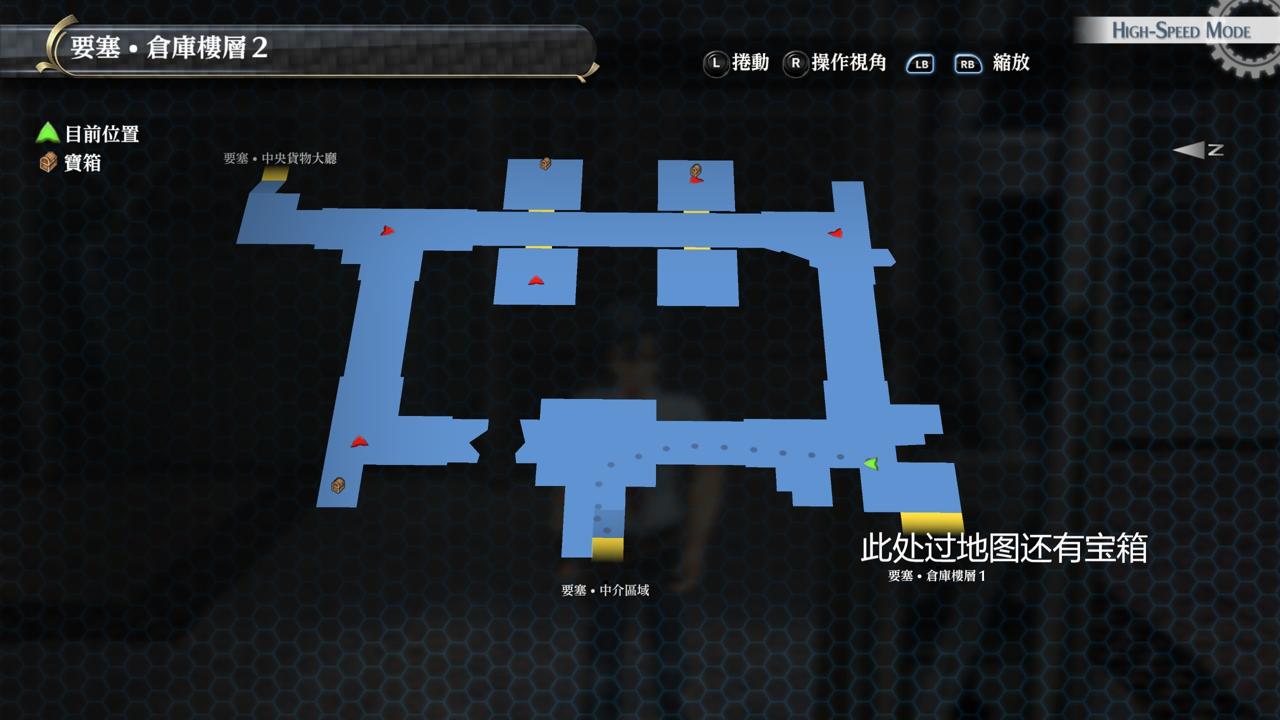 要塞•倉庫樓層2
HIGH-SPEED MODE
L 捲動 R 操作視角 LB RB 縮放
目前位置
寶箱
要塞•中央貨物大廳
Z
此处过地图还有宝箱
要塞•倉庫樓層1
要塞•中介區域